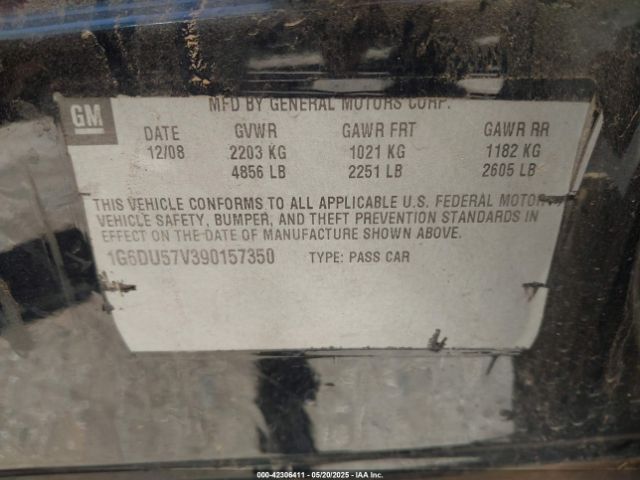 MFD BY GENERAL MOTORS CORP.
GM
DATE GVWR GAWR FRT GAWR RR
12/08 2203 KG 1021 KG 1182 KG
4856 LB 2251 LB 2605 LB
THIS VEHICLE CONFORMS TO ALL APPLICABLE U.S. FEDERAL MOTOR
VEHICLE SAFETY, BUMPER, AND THEFT PREVENTION STANDARDS IN
EFFECT ON THE DATE OF MANUFACTURE SHOWN ABOVE.
1G6DU57V390157350 TYPE: PASS CAR
000-42306411 - 05/20/2025 - IAA Inc.